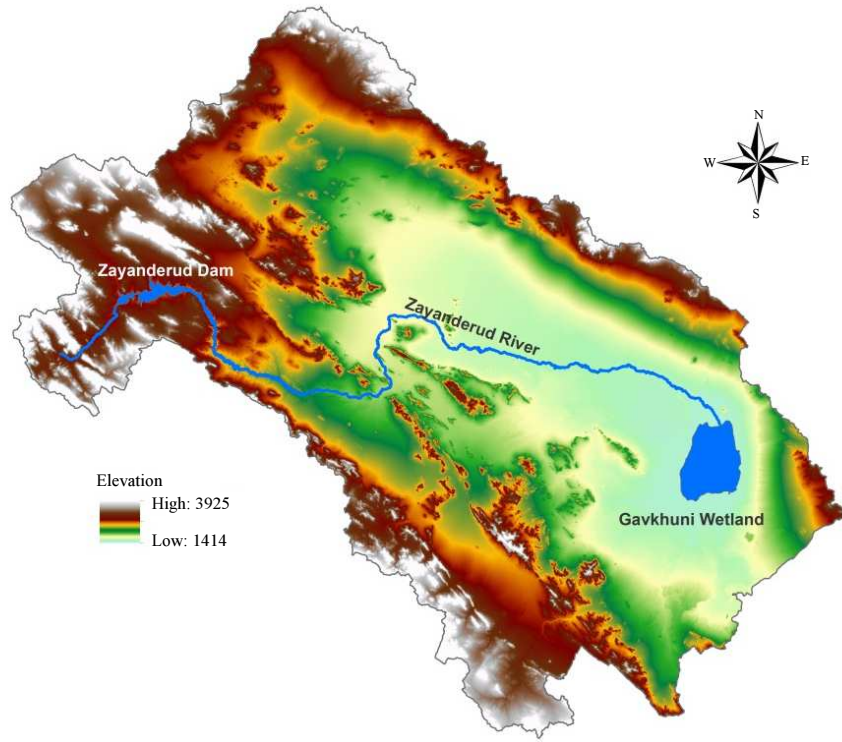 N
W
E
S
Zayanderud Dam
Zayanderud River
Elevation
High: 3925
Low: 1414
Gavkhuni Wetland